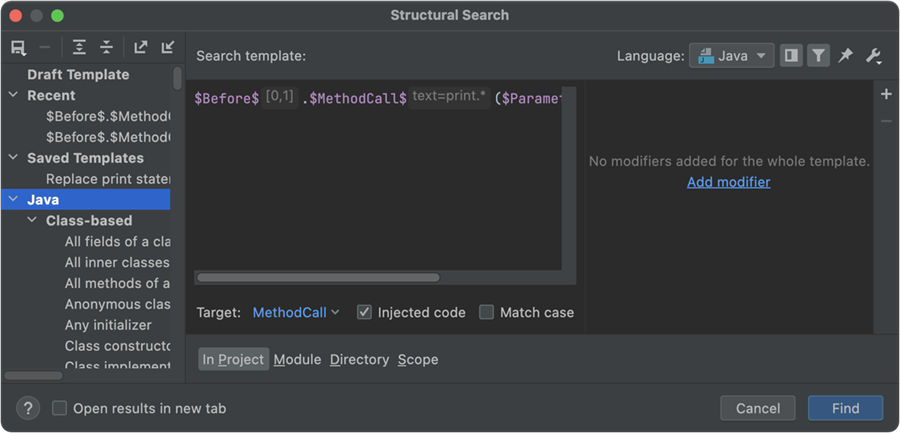 Structural Search
Search template:
Language: Java
Draft Template
Recent
$Before$.$Method
$Before$.$Method
Saved Templates
Replace print state
Java
Class-based
All fields of a cla
All inner classes
All methods of a
Anonymous clas
Any initializer
Class constructo
Class implement
$Before$ [0,1] .$MethodCall$ text=print.* ($Paramet
No modifiers added for the whole template.
Add modifier
Target: MethodCall Injected code Match case
In Project Module Directory Scope
? Open results in new tab
Cancel Find